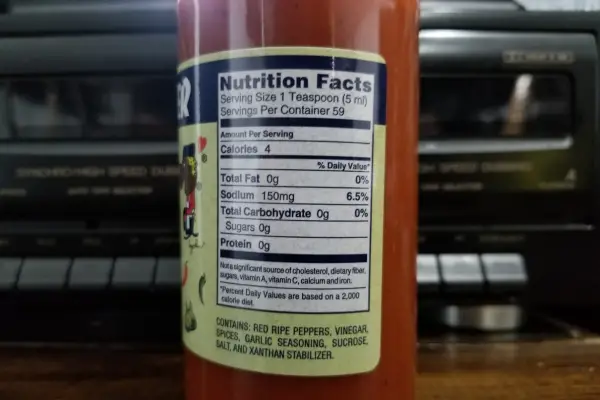 ER
Nutrition Facts
Serving Size 1 Teaspoon (5 ml)
Servings Per Container 59
Amount Per Serving
Calories 4
% Daily Value*
Total Fat 0g 0%
Sodium 150mg 6.5%
Total Carbohydrate 0g 0%
Sugars 0g
Protein 0g
Not a significant source of cholesterol, dietary fiber,
sugars, vitamin A, vitamin C, calcium and iron.
*Percent Daily Values are based on a 2,000
calorie diet.
CONTAINS: RED RIPE PEPPERS, VINEGAR,
SPICES, GARLIC SEASONING, SUCROSE,
SALT, AND XANTHAN STABILIZER.